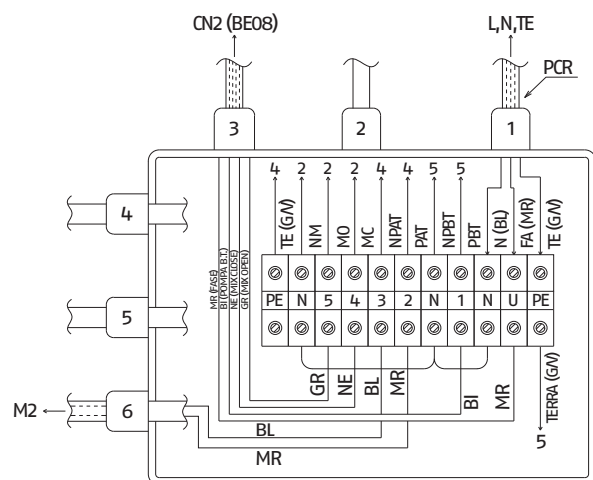 CN2 (BE08)
L,N,TE
PCR
3
2
1
4
5
6
M2
4
2
2
2
4
4
5
5
TE (G/V)
NM
MO
MC
NPAT
PAT
NPBT
PBT
N (BL)
FA (MR)
TE (G/V)
MR (FASE)
BI (POMPA B.T.)
NE (MIX CLOSE)
GR (MIX OPEN)
PE N 5 4 3 2 N 1 N U PE
GR
NE
BL
MR
BI
MR
TERRA (G/V)
5
BL
MR